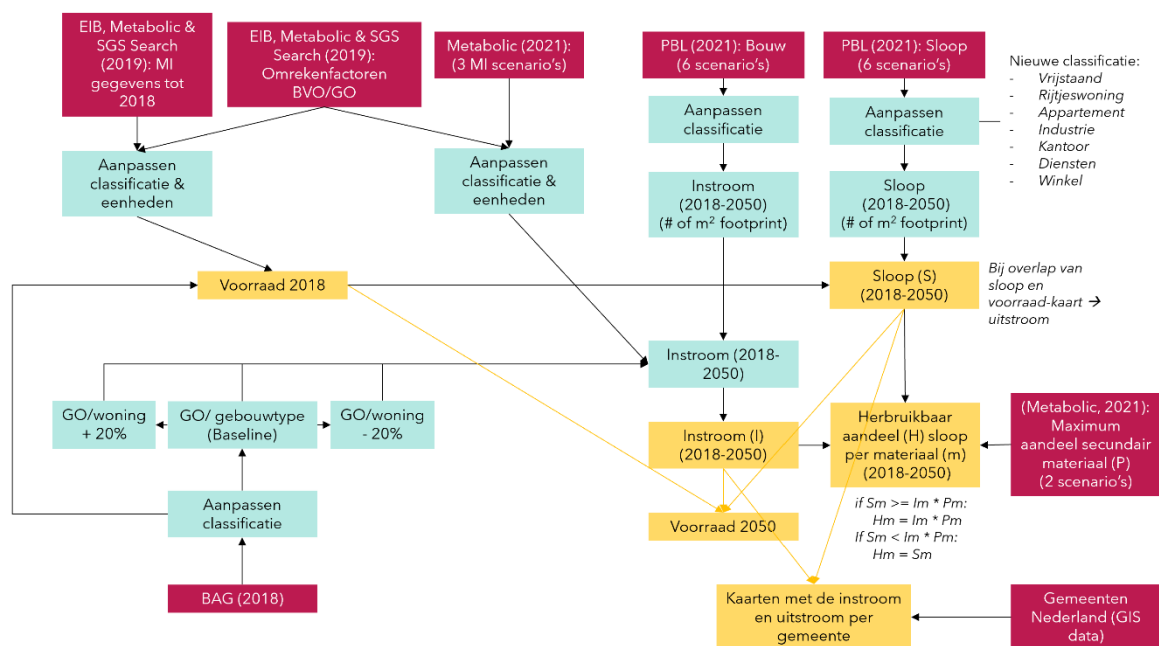 EIB, Metabolic &
SGS Search
(2019): MI
gegevens tot
2018
EIB, Metabolic & SGS
Search (2019):
Omrekenfactoren
BVO/GO
Metabolic (2021):
(3 MI scenario's)
PBL (2021): Bouw
(6 scenario's)
PBL (2021): Sloop
(6 scenario's)
Nieuwe classificatie:
- Vrijstaand
- Rijtjeswoning
- Appartement
- Industrie
- Kantoor
- Diensten
- Winkel
Aanpassen
classificatie
Aanpassen
classificatie
Aanpassen
classificatie &
eenheden
Aanpassen
classificatie &
eenheden
Instroom
(2018-2050)
(# of m² footprint)
Sloop
(2018-2050)
(# of m² footprint)
Voorraad 2018
Sloop (S)
(2018-2050)
Bij overlap van
sloop en
voorraad-kaart →
uitstroom
Instroom (2018-
2050)
GO/woning
+ 20%
GO/ gebouwtype
(Baseline)
GO/woning
- 20%
Instroom (I)
(2018-2050)
Herbruikbaar
aandeel (H) sloop
per materiaal (m)
(2018-2050)
(Metabolic, 2021):
Maximum
aandeel secundair
materiaal (P)
(2 scenario's)
Aanpassen
classificatie
Voorraad 2050
if Sm >= Im * Pm:
Hm = Im * Pm
If Sm < Im * Pm:
Hm = Sm
BAG (2018)
Kaarten met de instroom
en uitstroom per
gemeente
Gemeenten
Nederland (GIS
data)